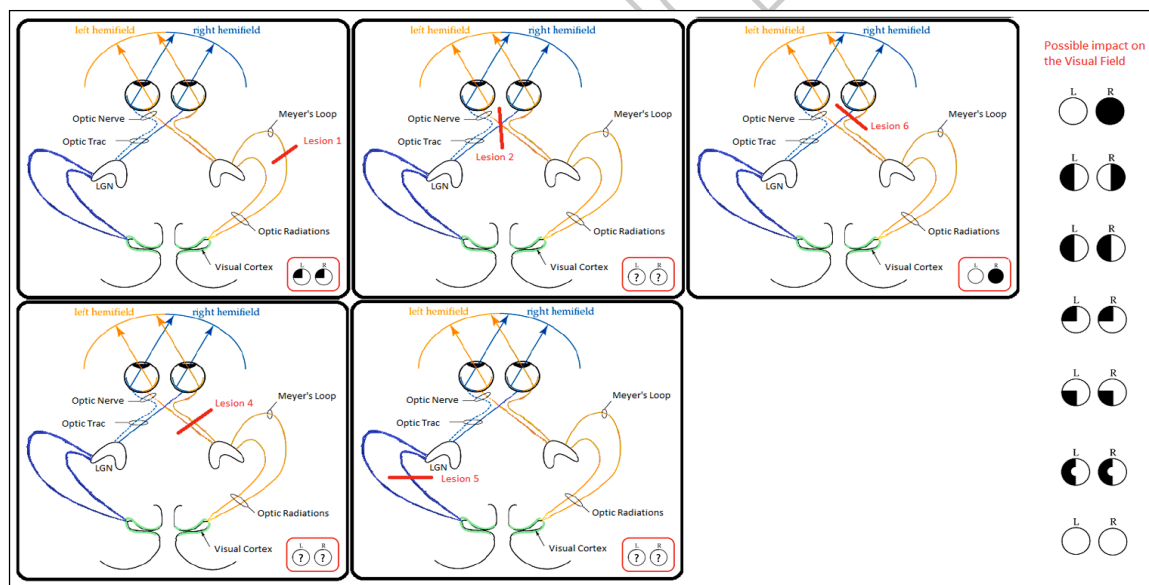 left hemifield
right hemifield
Optic Nerve
Meyer's Loop
Optic Trac
Lesion 1
LGN
Optic Radiations
Visual Cortex
L R
left hemifield
right hemifield
Optic Nerve
Meyer's Loop
Optic Trac
Lesion 2
LGN
Optic Radiations
Visual Cortex
L R
? ?
left hemifield
right hemifield
Optic Nerve
Meyer's Loop
Lesion 6
Optic Trac
LGN
Optic Radiations
Visual Cortex
L R
left hemifield
right hemifield
Optic Nerve
Meyer's Loop
Lesion 4
Optic Trac
LGN
Optic Radiations
Visual Cortex
L R
? ?
left hemifield
right hemifield
Optic Nerve
Meyer's Loop
Optic Trac
LGN
Lesion 5
Optic Radiations
Visual Cortex
L R
? ?
Possible impact on
the Visual Field
L R
L R
L R
L R
L R
L R
L R